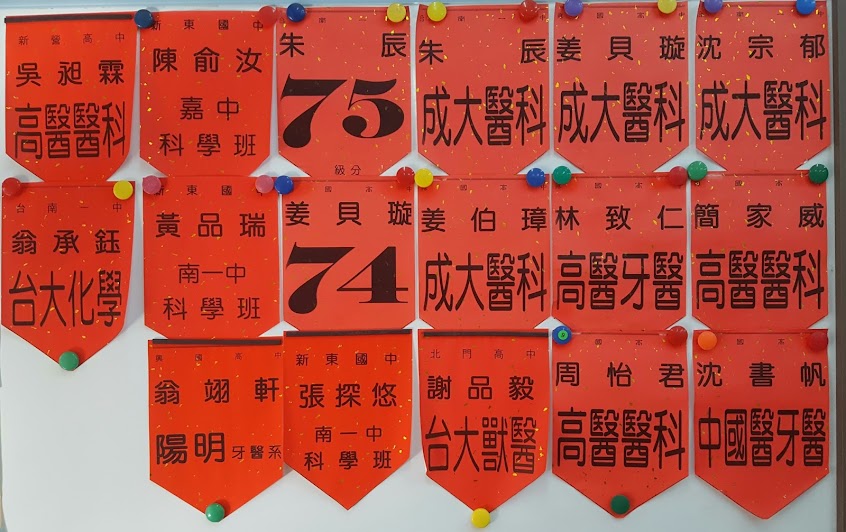 新營高中
吳昶霖
高醫醫科
新東國中
陳俞汝
嘉中
科學班
朱辰
75
級分
朱辰
成大醫科
姜貝璇
成大醫科
沈宗郁
成大醫科
台南一中
翁承鈺
台大化學
新東國
黃品瑞
南一中
科學班
姜貝璇
74
姜伯璋
成大醫科
林致仁
高醫牙醫
簡家威
高醫醫科
興國高中
翁翊軒
陽明牙醫系
新東國中
張探悠
南一中
科學班
北門高中
謝品毅
台大獸醫
周怡君
高醫醫科
沈書帆
中國醫牙醫